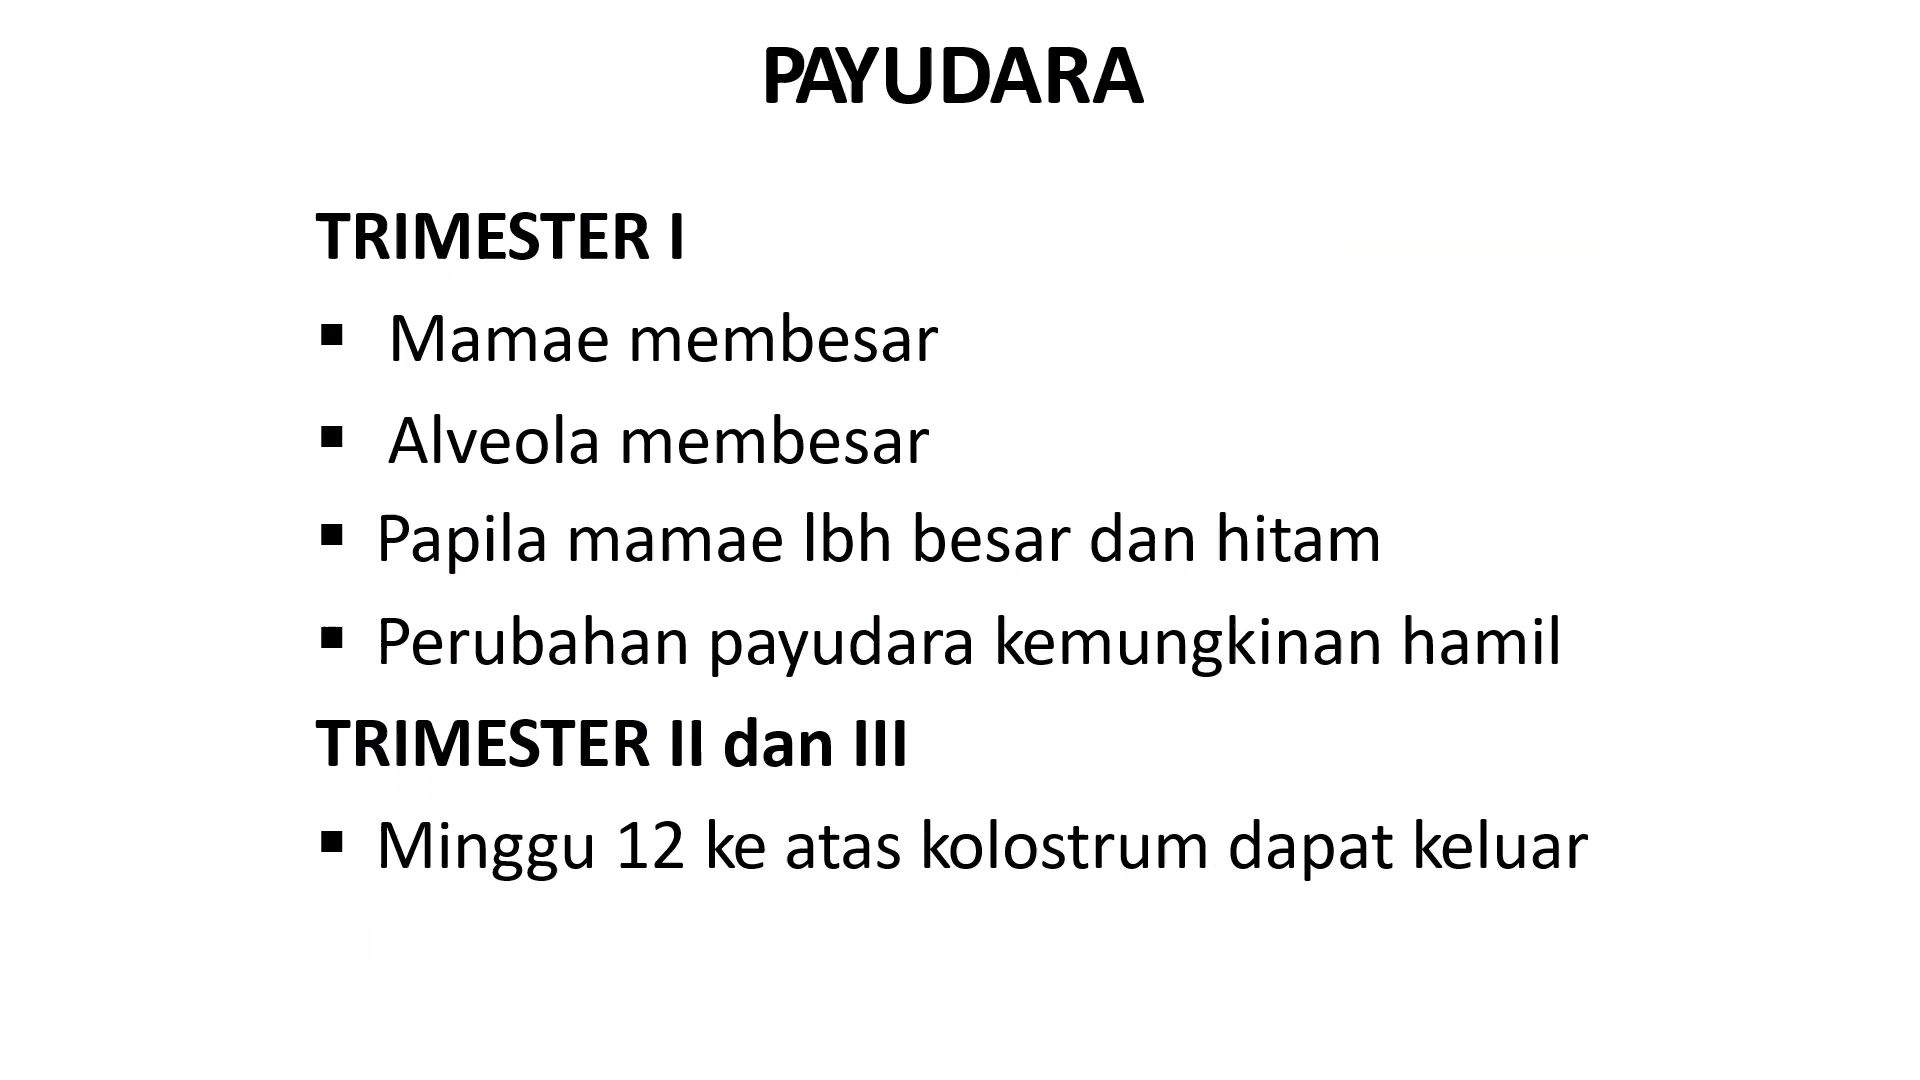 PAYUDARA
TRIMESTER I
▪ Mamae membesar
▪ Alveola membesar
▪ Papila mamae lbh besar dan hitam
▪ Perubahan payudara kemungkinan hamil
TRIMESTER II dan III
▪ Minggu 12 ke atas kolostrum dapat keluar